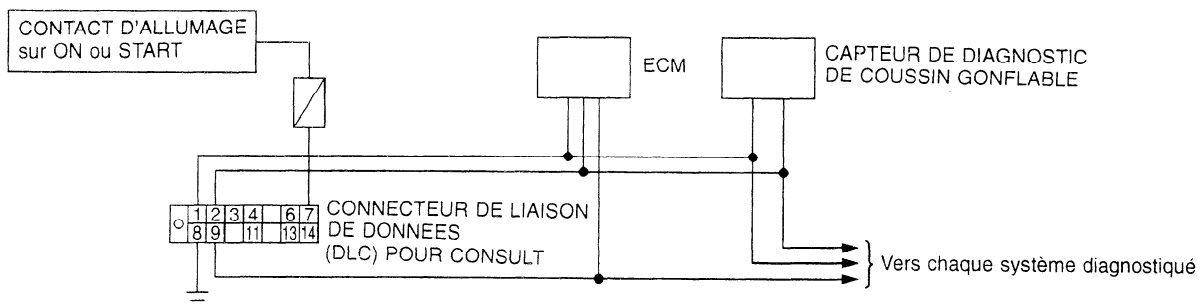 CONTACT D'ALLUMAGE
sur ON ou START
ECM
CAPTEUR DE DIAGNOSTIC
DE COUSSIN GONFLABLE
1 2 3 4 6 7
8 9 11 13 14
CONNECTEUR DE LIAISON
DE DONNEES
(DLC) POUR CONSULT
Vers chaque système diagnostiqué